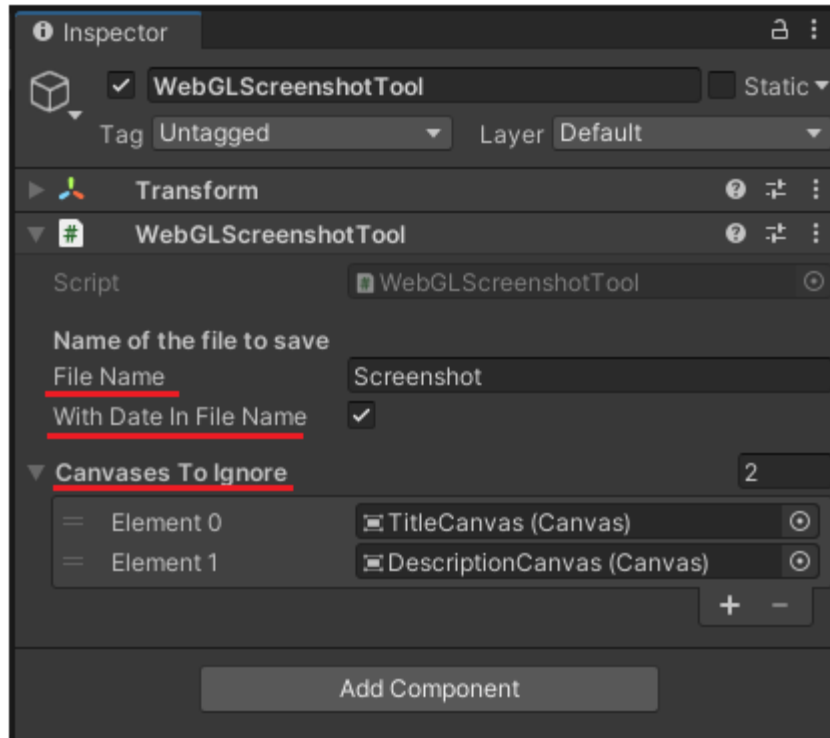 Inspector
WebGLScreenshotTool Static
Tag Untagged Layer Default
Transform
# WebGLScreenshotTool
Script # WebGLScreenshotTool
Name of the file to save
File Name Screenshot
With Date In File Name
Canvases To Ignore 2
Element 0 TitleCanvas (Canvas)
Element 1 DescriptionCanvas (Canvas)
+ −
Add Component